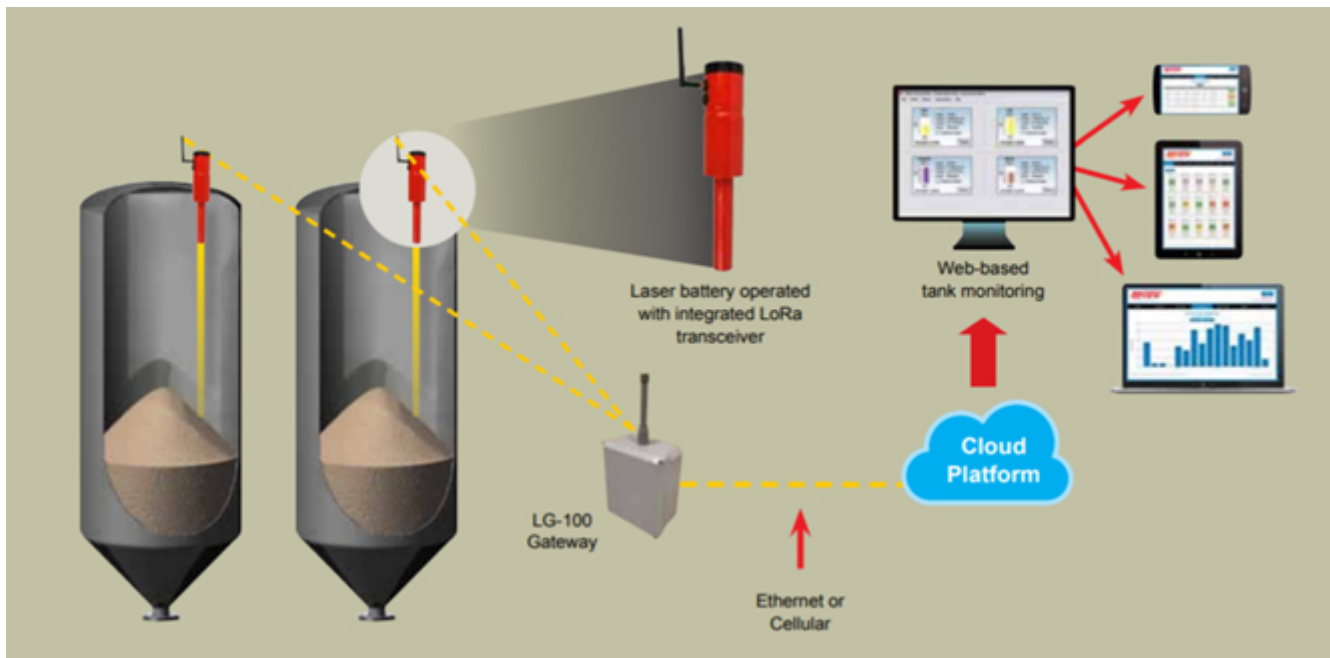 Laser battery operated
with integrated LoRa
transceiver
Web-based
tank monitoring
Cloud
Platform
LG-100
Gateway
Ethernet or
Cellular